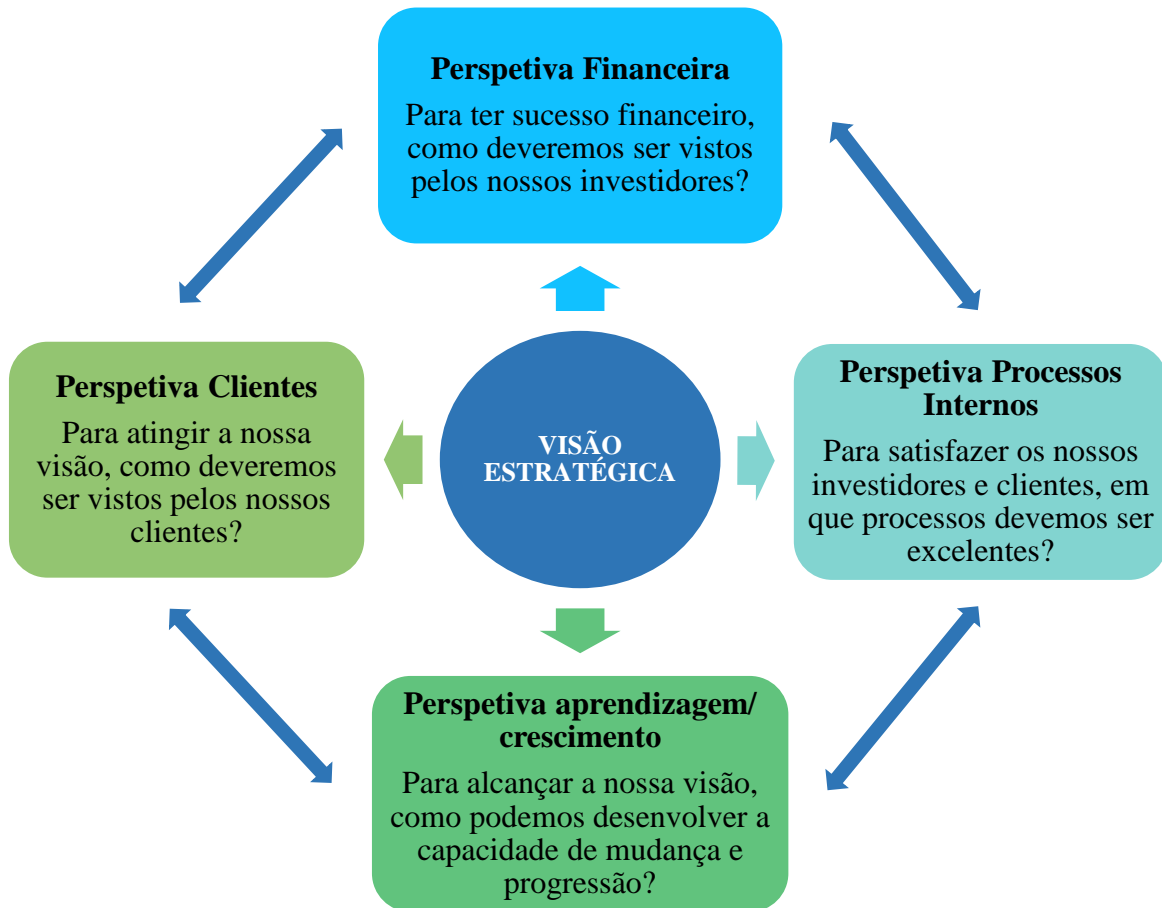 Perspetiva Financeira
Para ter sucesso financeiro,
como deveremos ser vistos
pelos nossos investidores?
Perspetiva Clientes
Para atingir a nossa
visão, como deveremos
ser vistos pelos nossos
clientes?
VISÃO
ESTRATÉGICA
Perspetiva Processos
Internos
Para satisfazer os nossos
investidores e clientes, em
que processos devemos ser
excelentes?
Perspetiva aprendizagem/
crescimento
Para alcançar a nossa visão,
como podemos desenvolver a
capacidade de mudança e
progressão?